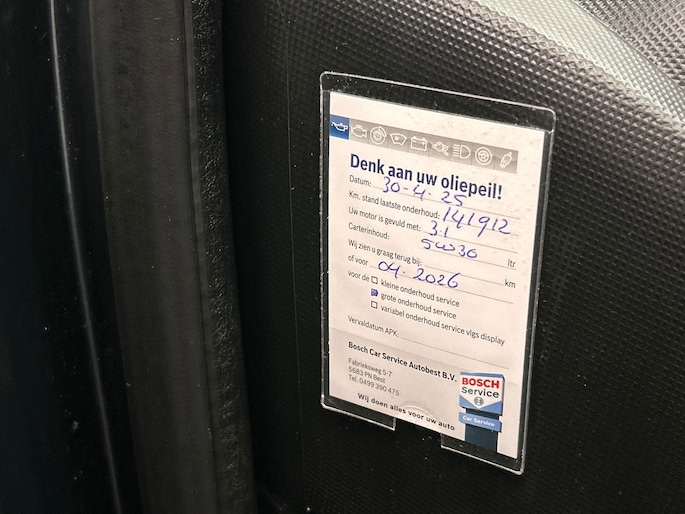 Denk aan uw oliepeil!
Datum: 30-4-25
Km. stand laatste onderhoud: 141912
Uw motor is gevuld met: 3.1
Carterinhoud: 5W30 ltr
Wij zien u graag terug bij: km
of voor 04-2026
voor de kleine onderhoud service
grote onderhoud service
variabel onderhoud service vlgs display
Vervaldatum APK:
Bosch Car Service Autobest B.V.
Fabrieksweg 5-7
5683 PN Best
Tel. 0499 390 475
Wij doen alles voor uw auto
BOSCH
Service
Car Service